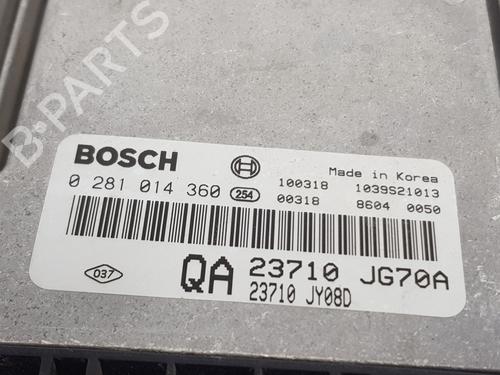 B-PARTS
BOSCH
Made in Korea
0 281 014 360 254 100318 1039S21013
00318 8604 0050
037 QA 23710 JG70A
23710 JY08D